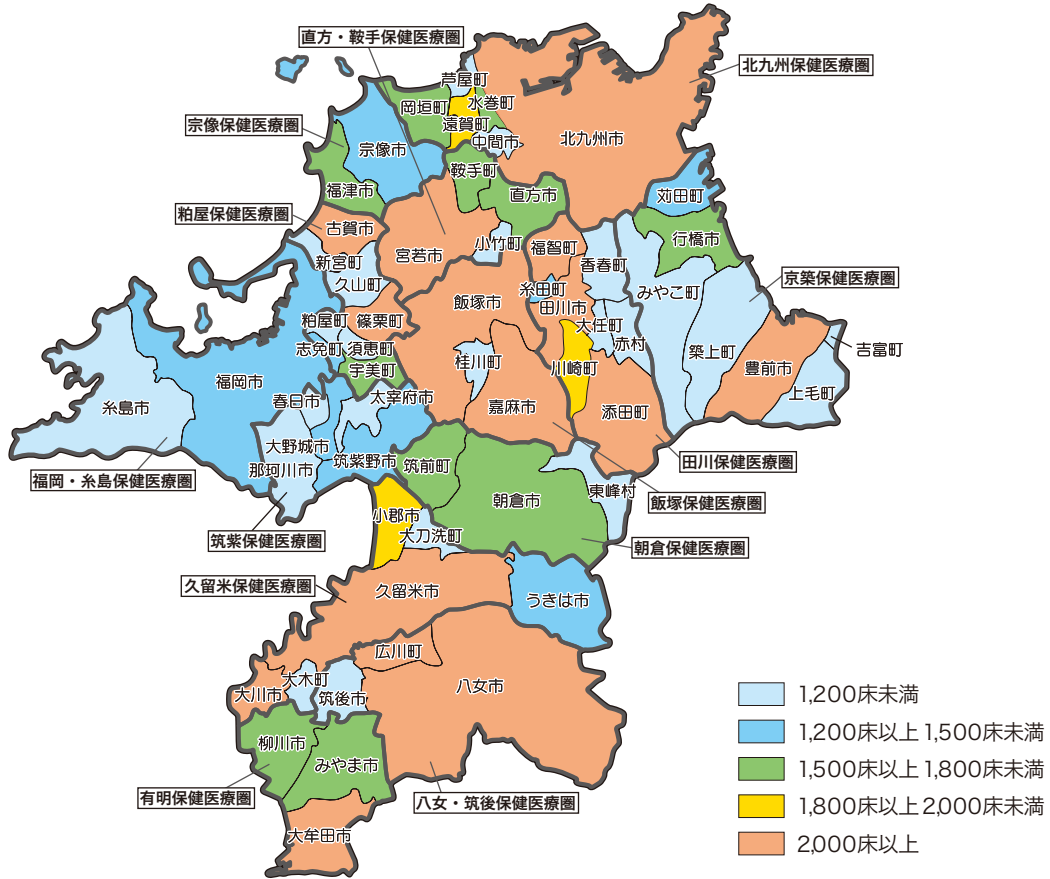 直方・鞍手保健医療圏
北九州保健医療圏
芦屋町
岡垣町
水巻町
遠賀町
中間市
北九州市
宗像保健医療圏
宗像市
鞍手町
福津市
直方市
苅田町
粕屋保健医療圏
古賀市
行橋市
宮若市
小竹町
福智町
新宮町
香春町
久山町
京築保健医療圏
糸田町
みやこ町
飯塚市
田川市
粕屋町
篠栗町
大任町
志免町
須恵町
赤村
吉富町
築上町
宇美町
桂川町
川崎町
豊前市
福岡市
上毛町
春日市
太宰府市
糸島市
嘉麻市
添田町
大野城市
筑紫野市
筑前町
那珂川市
田川保健医療圏
福岡・糸島保健医療圏
朝倉市
東峰村
飯塚保健医療圏
小郡市
大刀洗町
筑紫保健医療圏
朝倉保健医療圏
久留米保健医療圏
久留米市
うきは市
広川町
大木町
八女市
大川市
筑後市
柳川市
みやま市
有明保健医療圏
八女・筑後保健医療圏
大牟田市
1,200床未満
1,200床以上 1,500床未満
1,500床以上 1,800床未満
1,800床以上 2,000床未満
2,000床以上